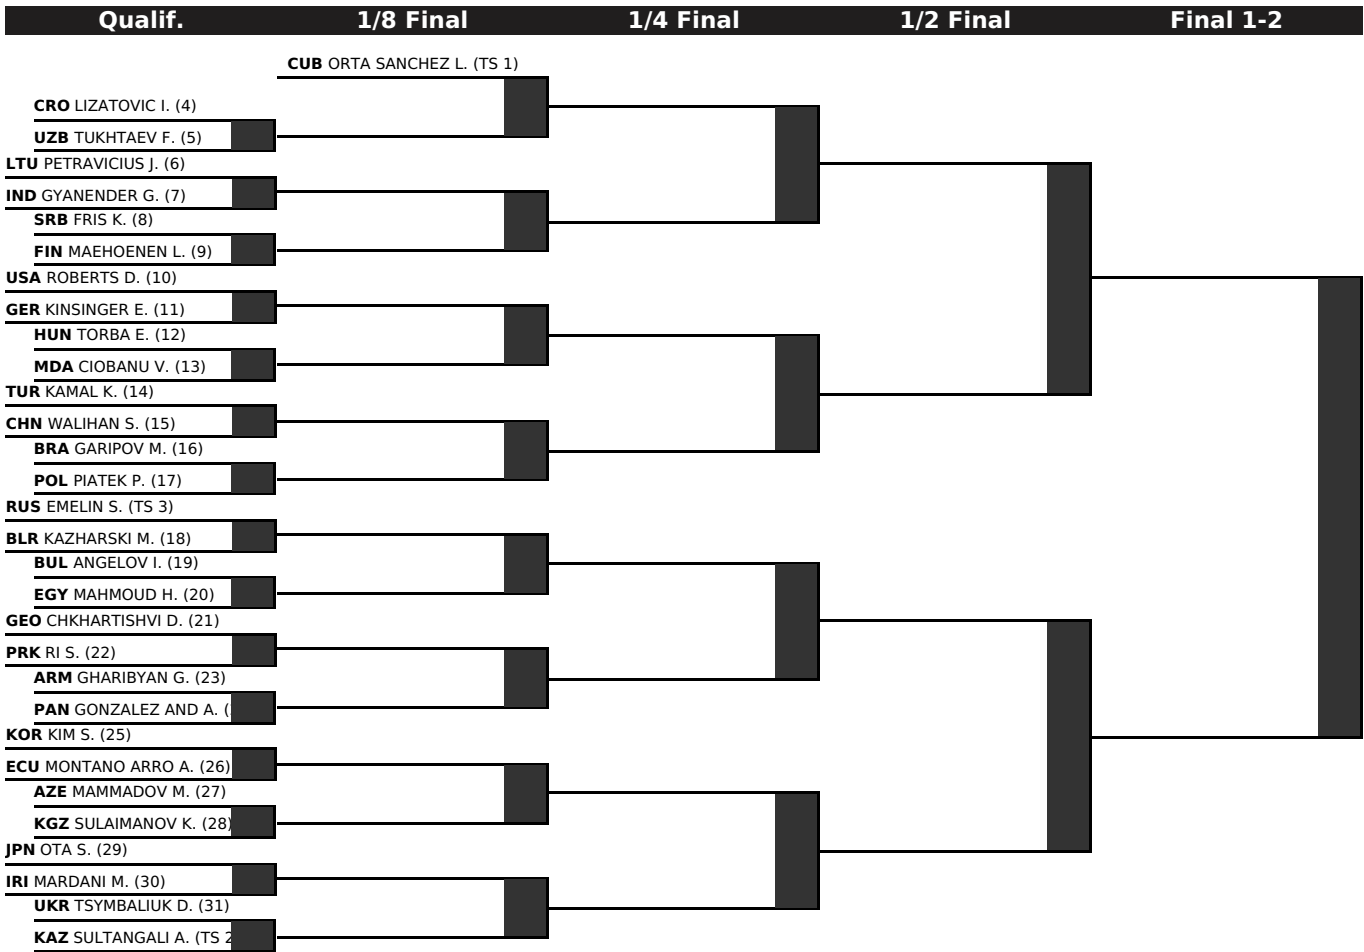 Qualif. 1/8 Final 1/4 Final 1/2 Final Final 1-2
CUB ORTA SANCHEZ L. (TS 1)
CRO LIZATOVIC I. (4)
UZB TUKHTAEV F. (5)
LTU PETRAVICIUS J. (6)
IND GYANENDER G. (7)
SRB FRIS K. (8)
FIN MAEHOENEN L. (9)
USA ROBERTS D. (10)
GER KINSINGER E. (11)
HUN TORBA E. (12)
MDA CIOBANU V. (13)
TUR KAMAL K. (14)
CHN WALIHAN S. (15)
BRA GARIPOV M. (16)
POL PIATEK P. (17)
RUS EMELIN S. (TS 3)
BLR KAZHARSKI M. (18)
BUL ANGELOV I. (19)
EGY MAHMOUD H. (20)
GEO CHKHARTISHVI D. (21)
PRK RI S. (22)
ARM GHARIBYAN G. (23)
PAN GONZALEZ AND A. (
KOR KIM S. (25)
ECU MONTANO ARRO A. (26)
AZE MAMMADOV M. (27)
KGZ SULAIMANOV K. (28)
JPN OTA S. (29)
IRI MARDANI M. (30)
UKR TSYMBALIUK D. (31)
KAZ SULTANGALI A. (TS 2